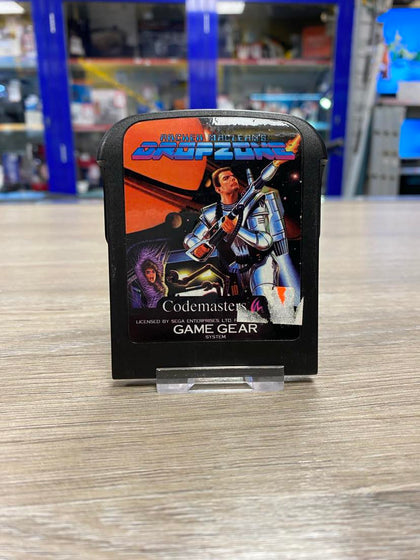 ARCHER MACLEAN'S
DROPZONE
Codemasters
LICENSED BY SEGA ENTERPRISES LTD.
GAME GEAR
SYSTEM